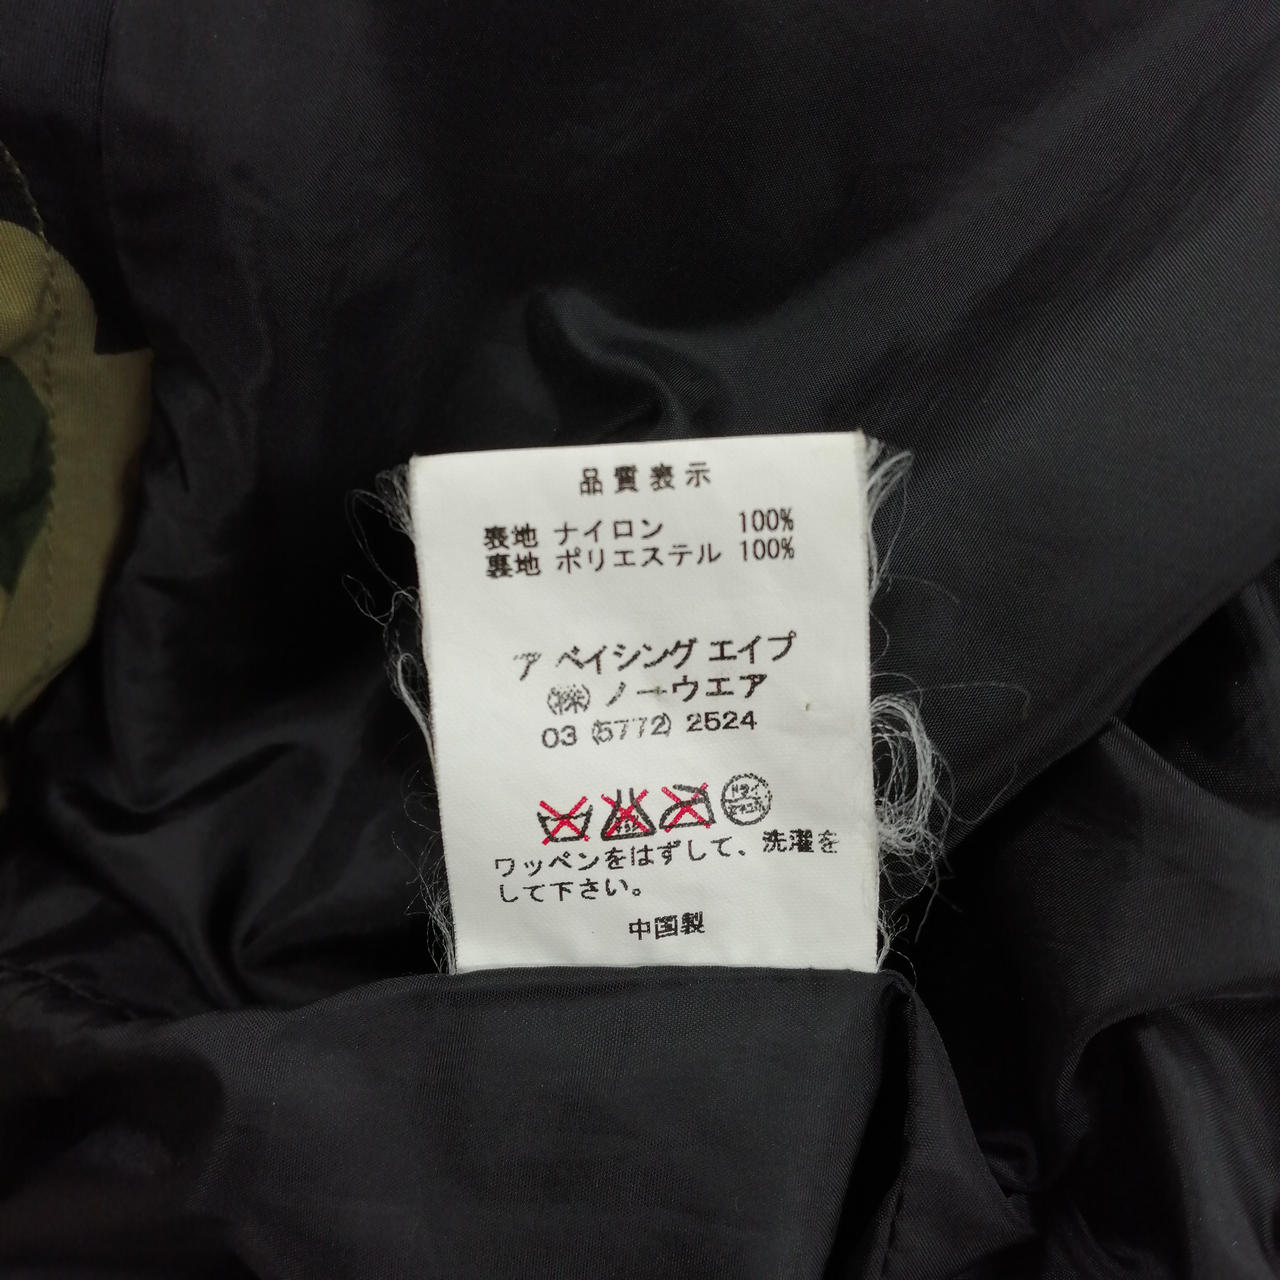 品質表示
表地 ナイロン 100%
裏地 ポリエステル 100%
ア ベイシング エイプ
㈱ ノーウエア
03 (5772) 2524
ワッペンをはずして、洗濯を
して下さい。
中国製